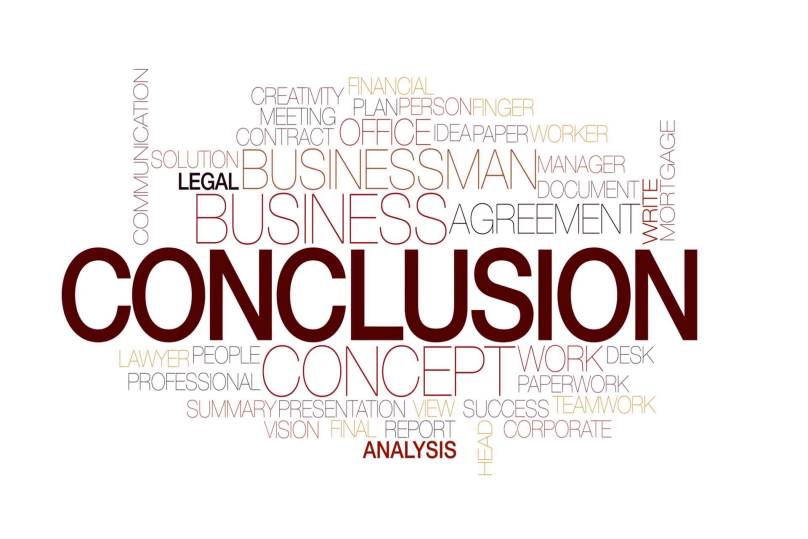 COMMUNICATION
FINANCIAL
CREATIVITY
PLAN PERSON FINGER
MEETING
CONTRACT OFFICE IDEA PAPER WORKER
SOLUTION BUSINESSMAN MANAGER
LEGAL DOCUMENT
WRITE
MORTGAGE
BUSINESS AGREEMENT
CONCLUSION
LAWYER PEOPLE CONCEPT WORK DESK
PROFESSIONAL PAPERWORK
SUMMARY PRESENTATION VIEW SUCCESS TEAMWORK
VISION FINAL REPORT HEAD CORPORATE
ANALYSIS